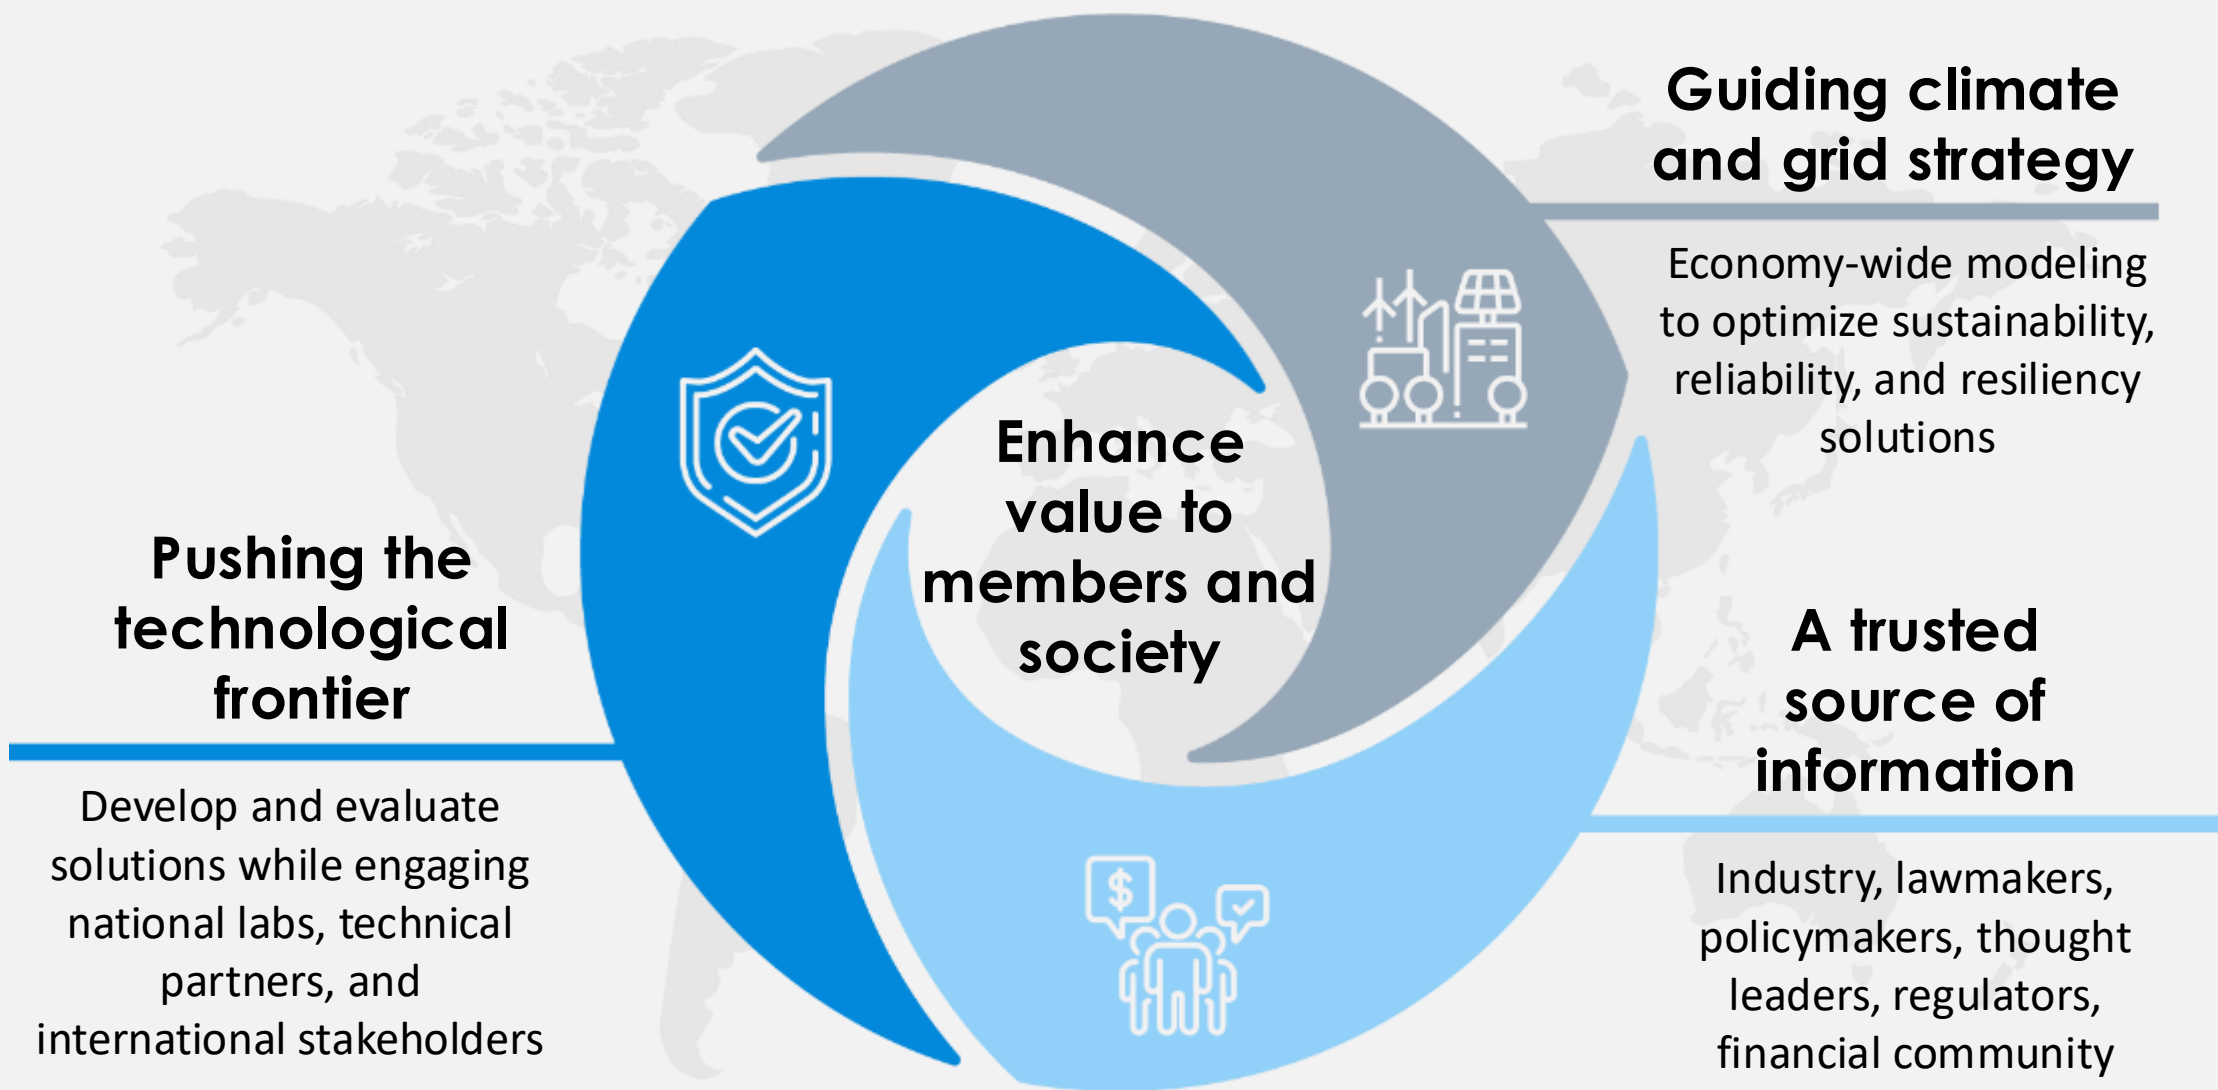 Guiding climate
and grid strategy
Economy-wide modeling
to optimize sustainability,
reliability, and resiliency
solutions
Enhance
value to
members and
society
Pushing the
technological
frontier
Develop and evaluate
solutions while engaging
national labs, technical
partners, and
international stakeholders
A trusted
source of
information
Industry, lawmakers,
policymakers, thought
leaders, regulators,
financial community
$